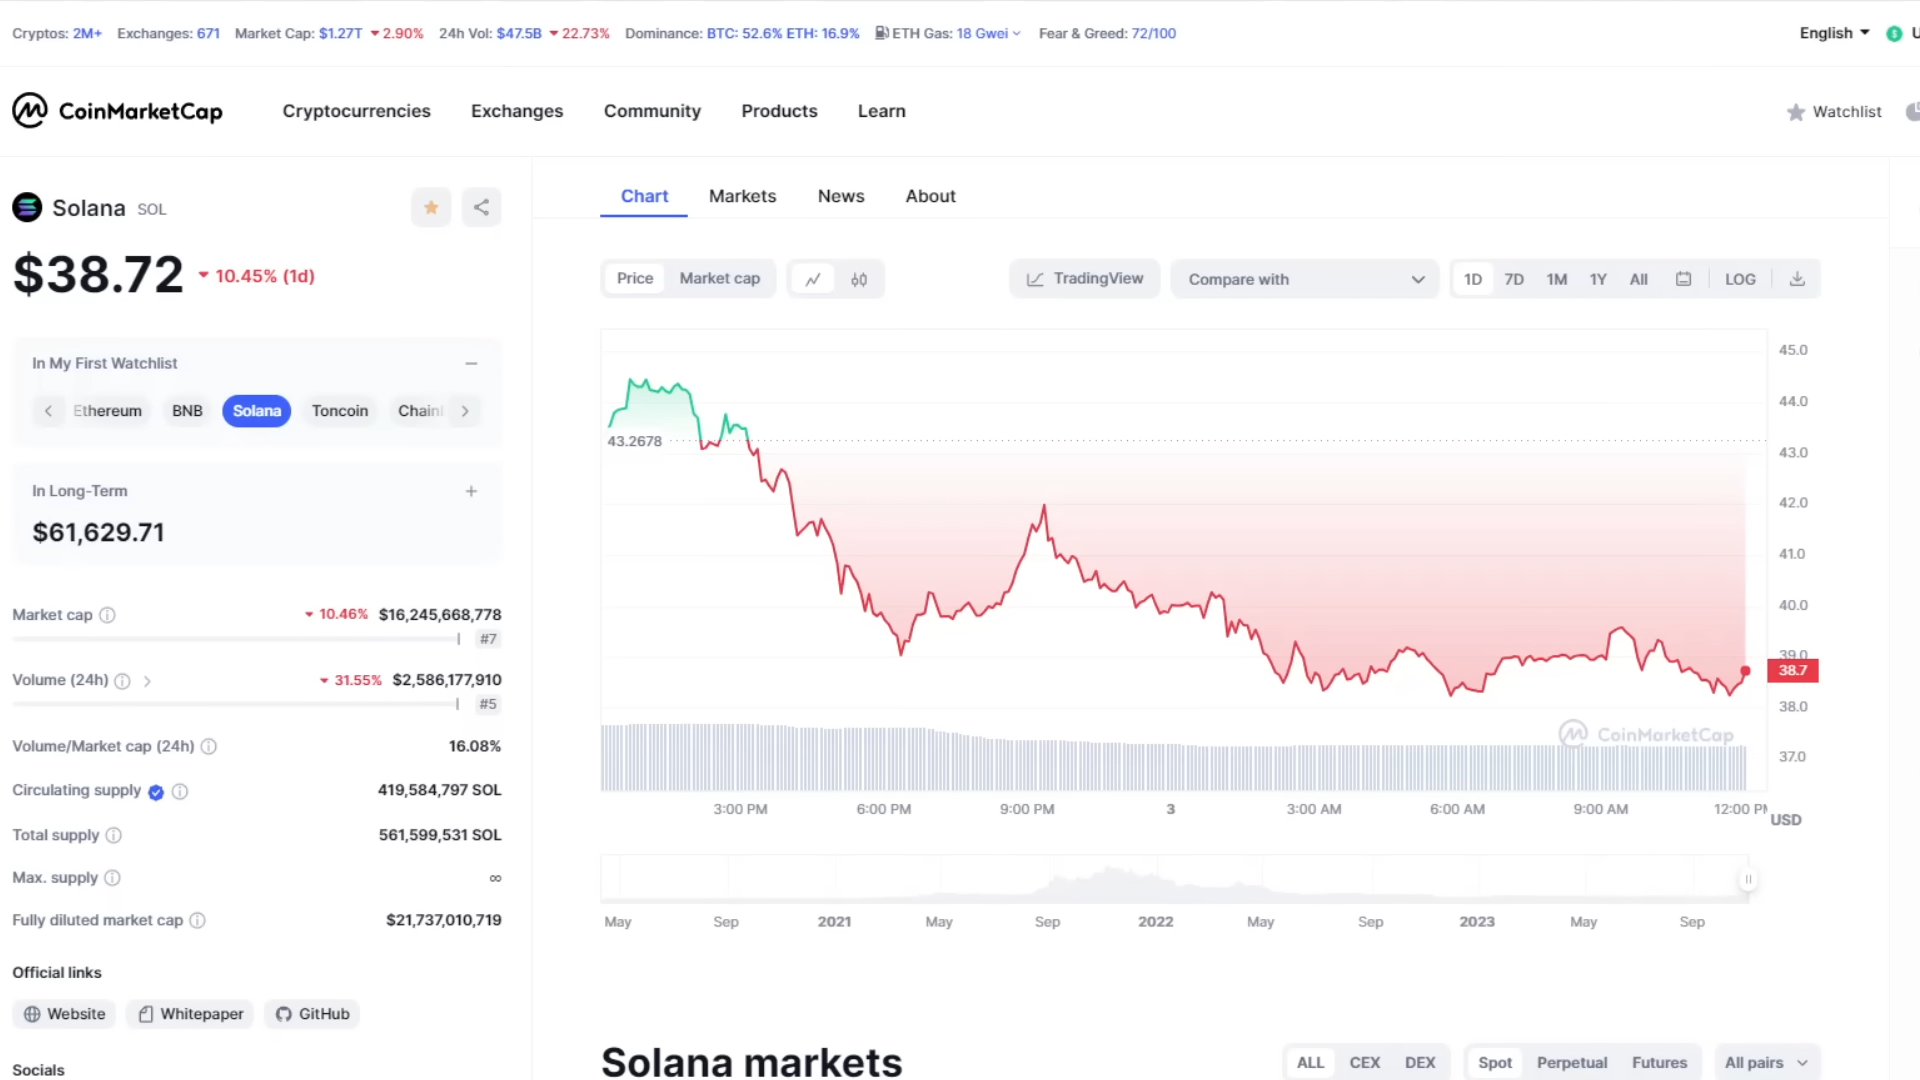 Cryptos: 2M+ Exchanges: 671 Market Cap: $1.27T 2.90% 24h Vol: $47.5B 22.73% Dominance: BTC: 52.6% ETH: 16.9% ETH Gas: 18 Gwei Fear & Greed: 72/100 English
CoinMarketCap Cryptocurrencies Exchanges Community Products Learn Watchlist
Solana SOL
$38.72 10.45% (1d)
In My First Watchlist
Ethereum BNB Solana Toncoin Chainl
In Long-Term
$61,629.71
Market cap 10.46% $16,245,668,778
#7
Volume (24h) 31.55% $2,586,177,910
#5
Volume/Market cap (24h) 16.08%
Circulating supply 419,584,797 SOL
Total supply 561,599,531 SOL
Max. supply ∞
Fully diluted market cap $21,737,010,719
Official links
Website Whitepaper GitHub
Socials
Chart Markets News About
Price Market cap TradingView Compare with 1D 7D 1M 1Y All LOG
45.0
44.0
43.2678
43.0
42.0
41.0
40.0
39.0
38.7
38.0
CoinMarketCap
37.0
3:00 PM 6:00 PM 9:00 PM 3 3:00 AM 6:00 AM 9:00 AM 12:00 PM
USD
May Sep 2021 May Sep 2022 May Sep 2023 May Sep
Solana markets ALL CEX DEX Spot Perpetual Futures All pairs